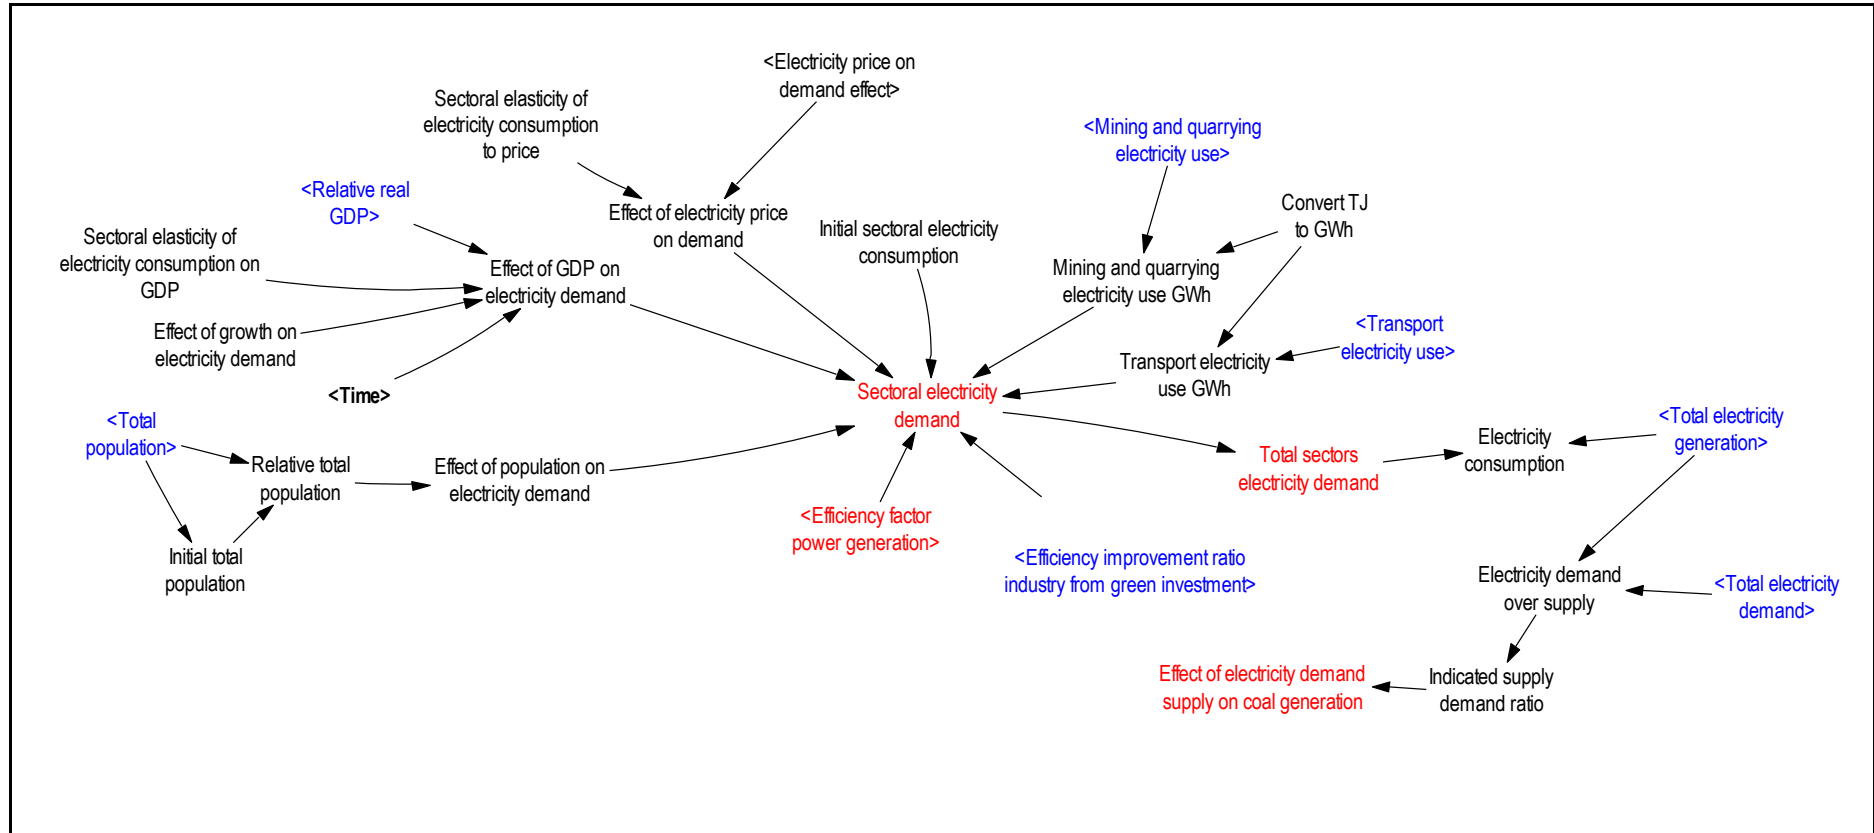 <Electricity price on
demand effect>
Sectoral elasticity of
electricity consumption
to price
<Mining and quarrying
electricity use>
<Relative real
GDP>
Effect of electricity price
on demand
Convert TJ
to GWh
Initial sectoral electricity
consumption
Sectoral elasticity of
electricity consumption on
GDP
Effect of GDP on
electricity demand
Mining and quarrying
electricity use GWh
Effect of growth on
electricity demand
<Transport
electricity use>
Transport electricity
use GWh
<Time>
Sectoral electricity
demand
<Total
population>
<Total electricity
generation>
Relative total
population
Effect of population on
electricity demand
Total sectors
electricity demand
Electricity
consumption
<Efficiency factor
power generation>
Initial total
population
<Efficiency improvement ratio
industry from green investment>
Electricity demand
over supply
<Total electricity
demand>
Effect of electricity demand
supply on coal generation
Indicated supply
demand ratio